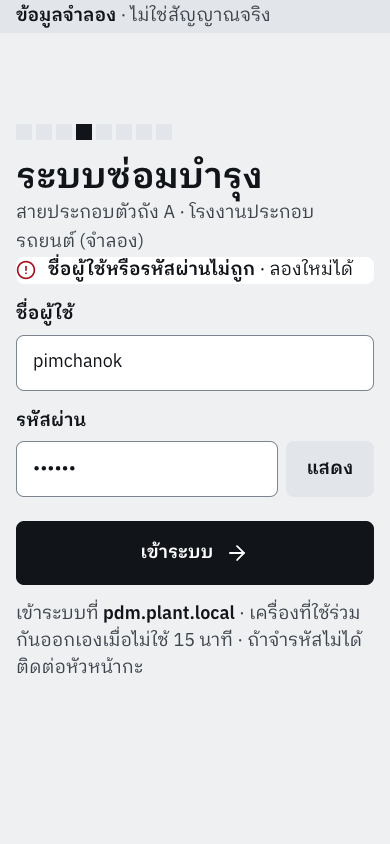 ข้อมูลจำลอง · ไม่ใช่สัญญาณจริง
ระบบซ่อมบำรุง
สายประกอบตัวถัง A · โรงงานประกอบ
รถยนต์ (จำลอง)
ชื่อผู้ใช้หรือรหัสผ่านไม่ถูก · ลองใหม่ได้
ชื่อผู้ใช้
pimchanok
รหัสผ่าน
••••••
แสดง
เข้าระบบ →
เข้าระบบที่ pdm.plant.local · เครื่องที่ใช้ร่วม
กันออกเองเมื่อไม่ใช้ 15 นาที · ถ้าจำรหัสไม่ได้
ติดต่อหัวหน้ากะ